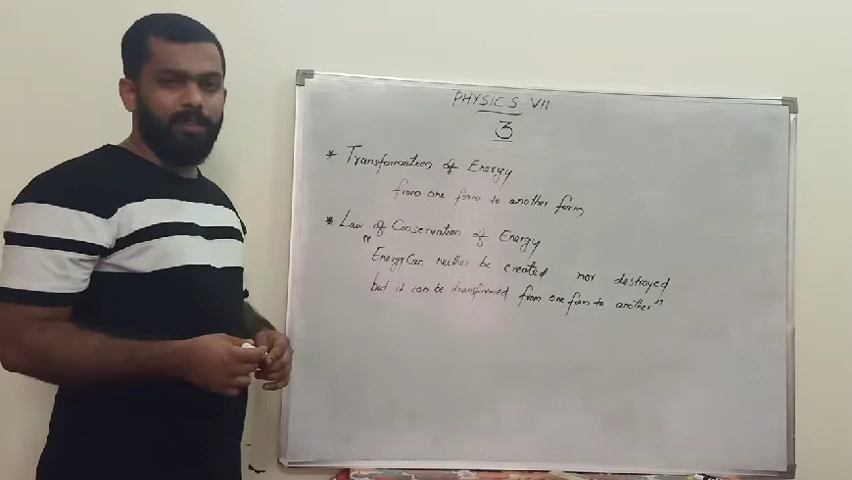 PHYSICS VII
3
* Transformation of Energy
from one form to another form
* Law of Conservation of Energy
"Energy Can neither be created nor destroyed
but it can be transformed from one form to another"